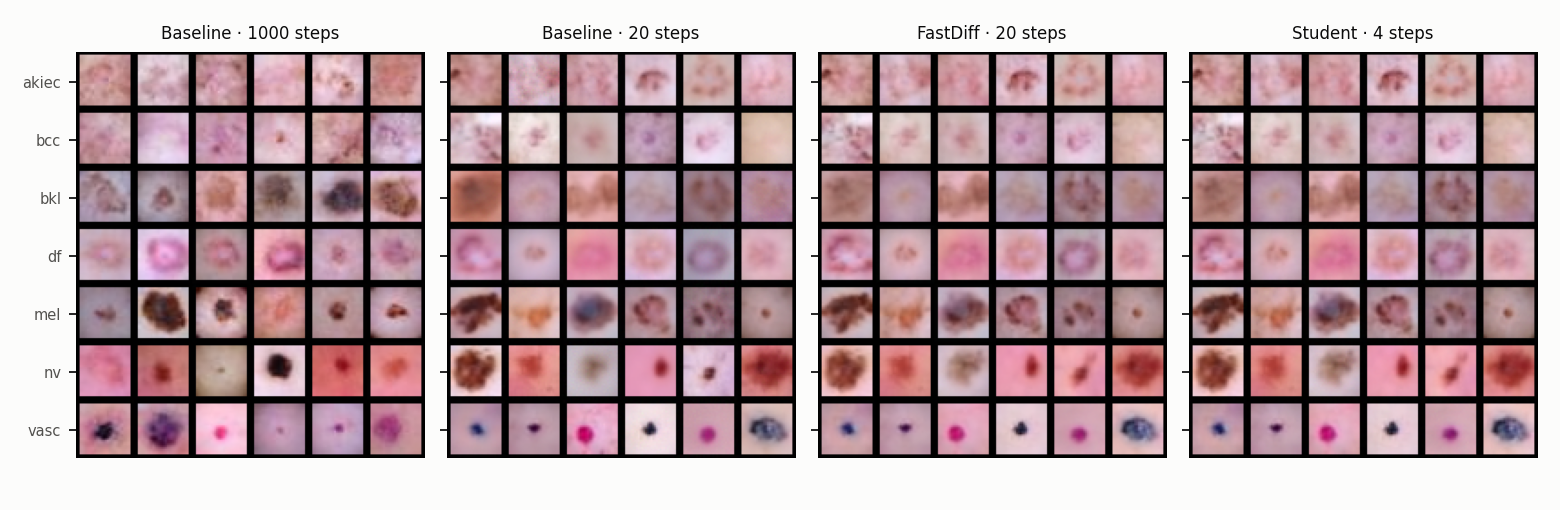 Baseline · 1000 steps
Baseline · 20 steps
FastDiff · 20 steps
Student · 4 steps
akiec
bcc
bkl
df
mel
nv
vasc